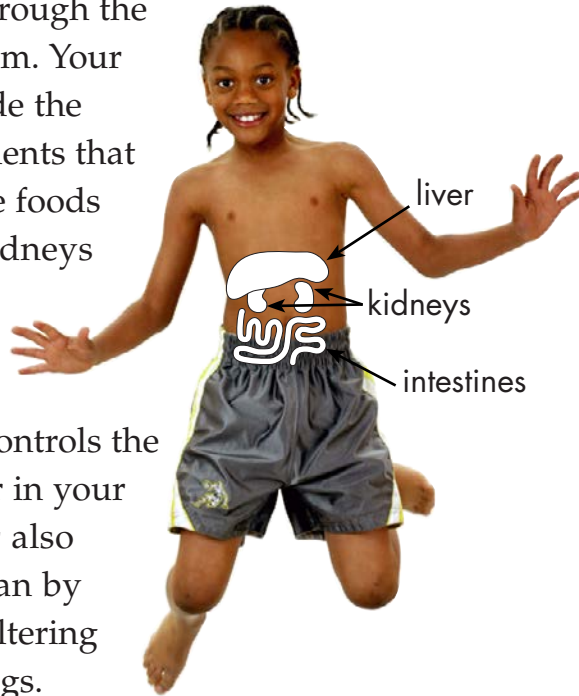 rough the
m. Your
de the
ents that
e foods
dneys
ontrols the
r in your
also
an by
ltering
gs.
liver
kidneys
intestines